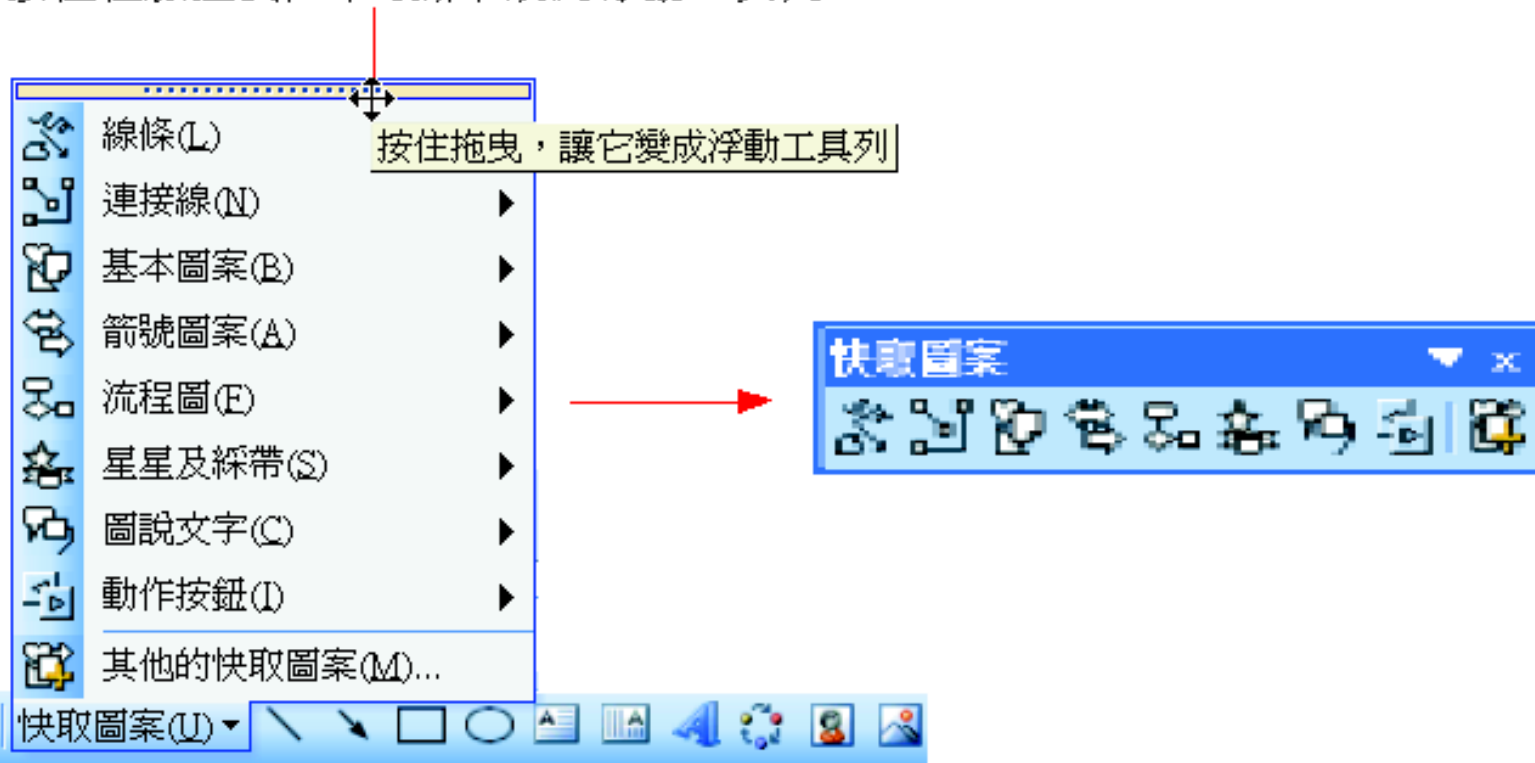 線條(L)
按住拖曳，讓它變成浮動工具列
連接線(N)
基本圖案(B)
箭號圖案(A)
流程圖(F)
星星及綵帶(S)
圖說文字(C)
動作按鈕(I)
其他的快取圖案(M)...
快取圖案(U)
快取圖案